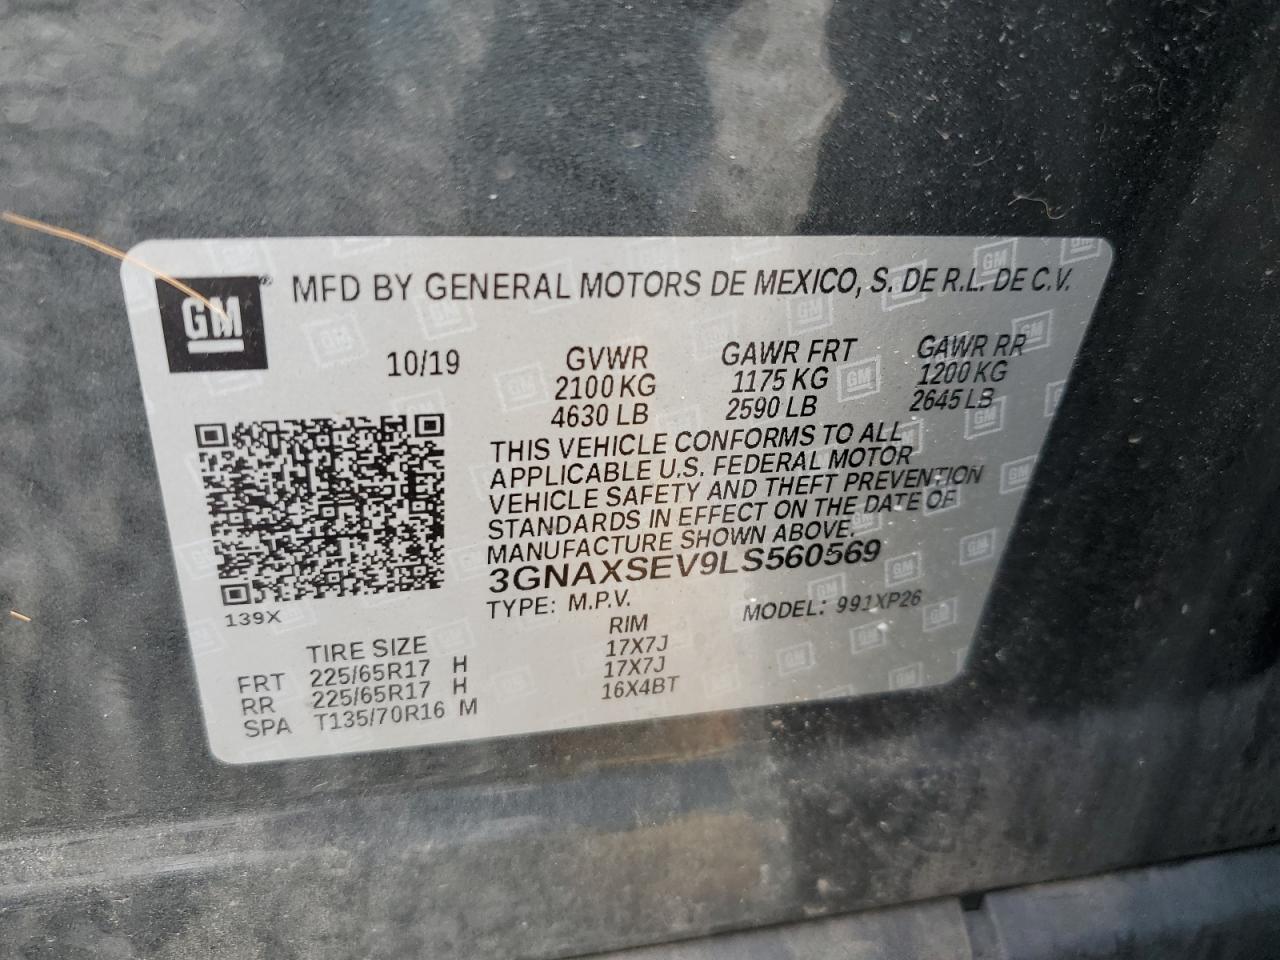 GM® MFD BY GENERAL MOTORS DE MEXICO, S. DE R.L. DE C.V.
10/19
GVWR GAWR FRT GAWR RR
2100 KG 1175 KG 1200 KG
4630 LB 2590 LB 2645 LB
THIS VEHICLE CONFORMS TO ALL
APPLICABLE U.S. FEDERAL MOTOR
VEHICLE SAFETY AND THEFT PREVENTION
STANDARDS IN EFFECT ON THE DATE OF
MANUFACTURE SHOWN ABOVE.
3GNAXSEV9LS560569
TYPE: M.P.V. MODEL: 991XP26
139X
TIRE SIZE RIM
FRT 225/65R17 H 17X7J
RR 225/65R17 H 17X7J
SPA T135/70R16 M 16X4BT